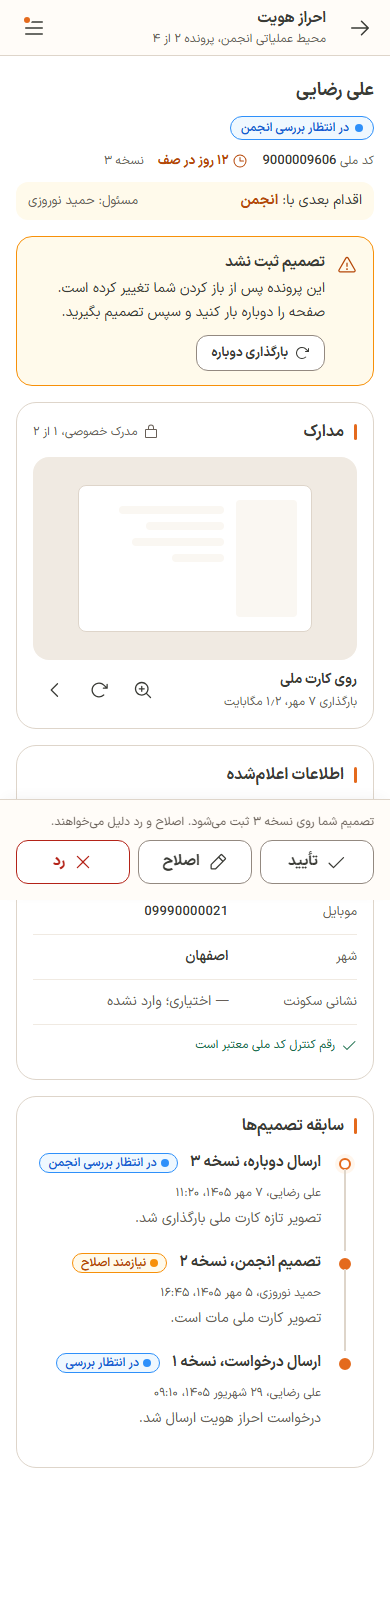 احراز هویت
محیط عملیاتی انجمن، پرونده ۲ از ۴
علی رضایی
در انتظار بررسی انجمن
کد ملی 9000009606 ۱۲ روز در صف نسخه ۳
اقدام بعدی با: انجمن مسئول: حمید نوروزی
تصمیم ثبت نشد
این پرونده پس از باز کردن شما تغییر کرده است.
صفحه را دوباره بار کنید و سپس تصمیم بگیرید.
بارگذاری دوباره
مدارک مدرک خصوصی، ۱ از ۲
روی کارت ملی
بارگذاری ۷ مهر، ۱٫۲ مگابایت
اطلاعات اعلام‌شده
تصمیم شما روی نسخه ۳ ثبت می‌شود. اصلاح و رد دلیل می‌خواهند.
تأیید اصلاح رد
موبایل 09990000021
شهر اصفهان
نشانی سکونت — اختیاری؛ وارد نشده
رقم کنترل کد ملی معتبر است
سابقه تصمیم‌ها
ارسال دوباره، نسخه ۳ در انتظار بررسی انجمن
علی رضایی، ۷ مهر ۱۴۰۵، ۱۱:۲۰
تصویر تازه کارت ملی بارگذاری شد.
تصمیم انجمن، نسخه ۲ نیازمند اصلاح
حمید نوروزی، ۵ مهر ۱۴۰۵، ۱۶:۴۵
تصویر کارت ملی مات است.
ارسال درخواست، نسخه ۱ در انتظار بررسی
علی رضایی، ۲۹ شهریور ۱۴۰۵، ۰۹:۱۰
درخواست احراز هویت ارسال شد.